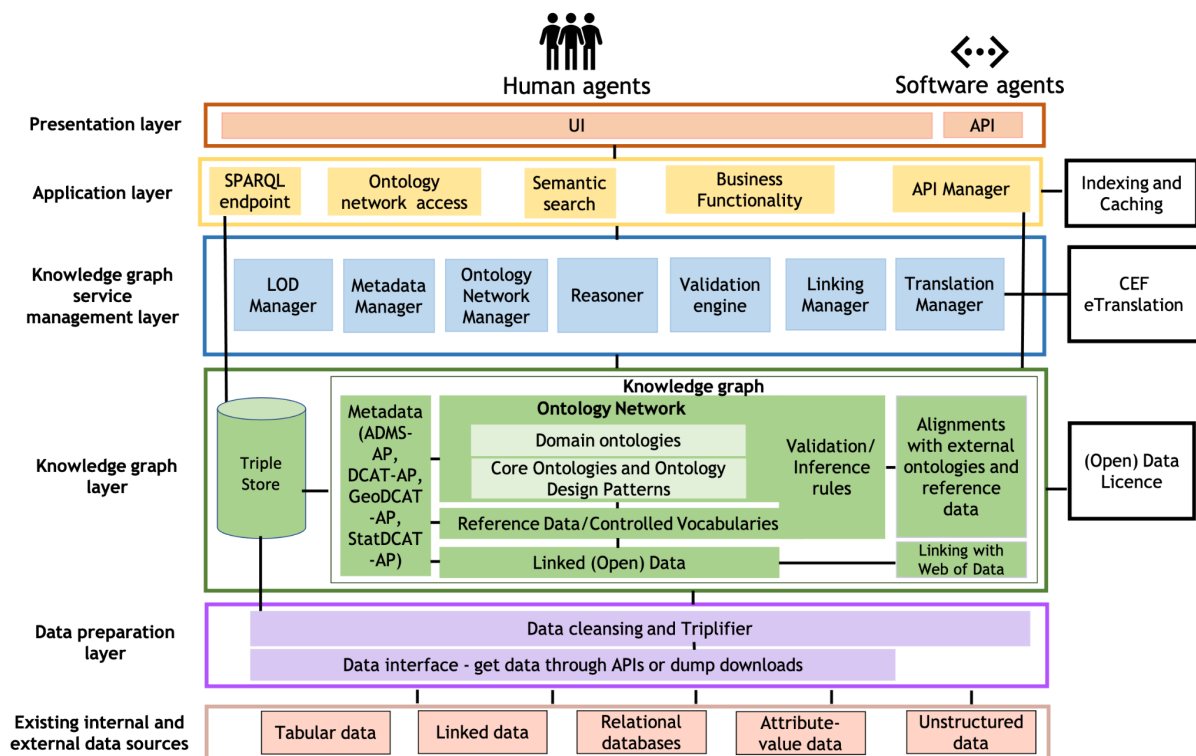 Human agents
Software agents
Presentation layer
UI
API
Application layer
SPARQL
endpoint
Ontology
network access
Semantic
search
Business
Functionality
API Manager
Indexing and
Caching
Knowledge graph
service
management layer
LOD
Manager
Metadata
Manager
Ontology
Network
Manager
Reasoner
Validation
engine
Linking
Manager
Translation
Manager
CEF
eTranslation
Knowledge graph
layer
Triple
Store
Knowledge graph
Metadata
(ADMS-
AP,
DCAT-AP,
GeoDCAT
-AP,
StatDCAT
-AP)
Ontology Network
Domain ontologies
Core Ontologies and Ontology
Design Patterns
Validation/
Inference
rules
Reference Data/Controlled Vocabularies
Linked (Open) Data
Alignments
with external
ontologies and
reference
data
Linking with
Web of Data
(Open) Data
Licence
Data preparation
layer
Data cleansing and Triplifier
Data interface - get data through APIs or dump downloads
Existing internal and
external data sources
Tabular data
Linked data
Relational
databases
Attribute-
value data
Unstructured
data